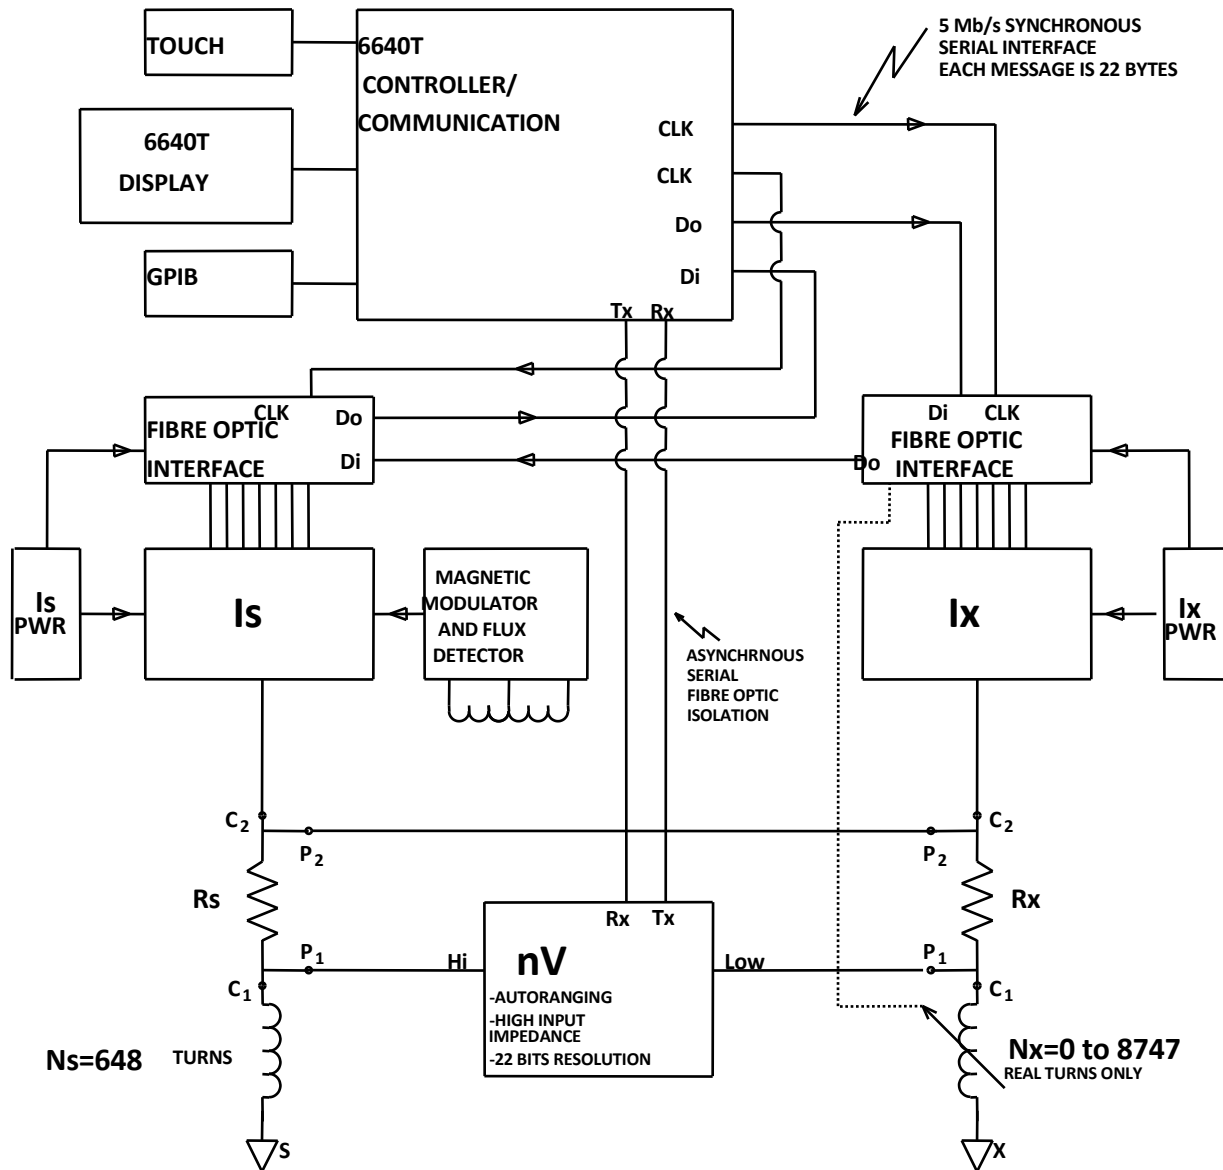 TOUCH
6640T
CONTROLLER/
COMMUNICATION
5 Mb/s SYNCHRONOUS
SERIAL INTERFACE
EACH MESSAGE IS 22 BYTES
6640T
DISPLAY
CLK
CLK
Do
Di
GPIB
Tx
Rx
CLK
Do
FIBRE OPTIC
INTERFACE
Di
Di
CLK
FIBRE OPTIC
INTERFACE
Do
Is
PWR
Is
MAGNETIC
MODULATOR
AND FLUX
DETECTOR
ASYNCHRNOUS
SERIAL
FIBRE OPTIC
ISOLATION
Ix
Ix
PWR
C2
P2
P2
C2
Rs
Rx
Rx
Tx
P1
Hi
nV
Low
P1
C1
-AUTORANGING
-HIGH INPUT
IMPEDANCE
-22 BITS RESOLUTION
C1
Ns=648
TURNS
Nx=0 to 8747
REAL TURNS ONLY
S
X